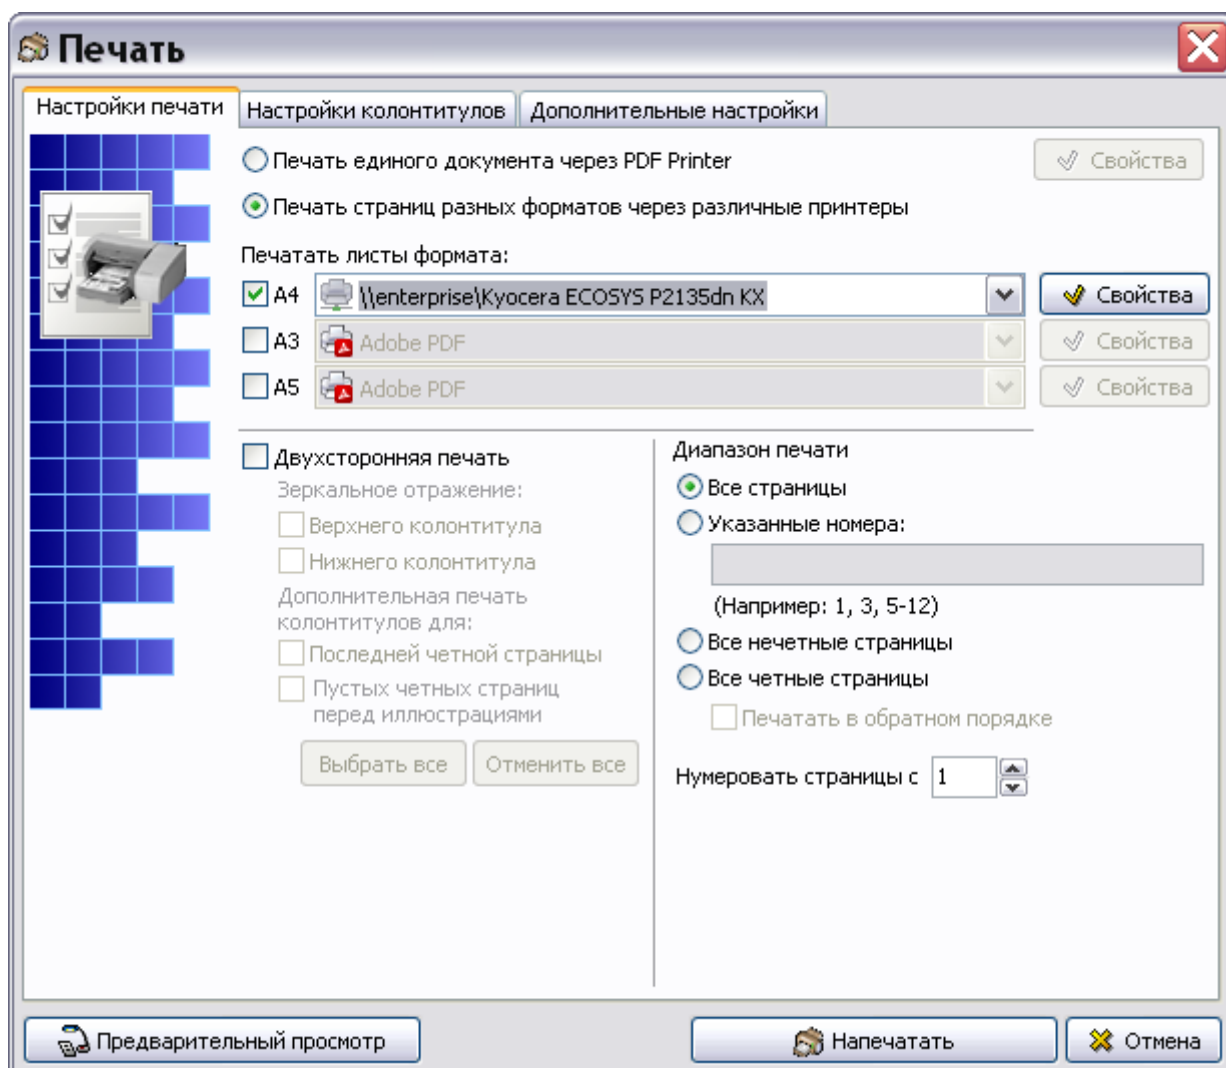 Печать
Настройки печати
Настройки колонтитулов
Дополнительные настройки
Печать единого документа через PDF Printer
Свойства
Печать страниц разных форматов через различные принтеры
Печатать листы формата:
A4 \\enterprise\Kyocera ECOSYS P2135dn KX
Свойства
A3 Adobe PDF
Свойства
A5 Adobe PDF
Свойства
Двухсторонняя печать
Зеркальное отражение:
Верхнего колонтитула
Нижнего колонтитула
Дополнительная печать
колонтитулов для:
Последней четной страницы
Пустых четных страниц
перед иллюстрациями
Выбрать все
Отменить все
Диапазон печати
Все страницы
Указанные номера:
(Например: 1, 3, 5-12)
Все нечетные страницы
Все четные страницы
Печатать в обратном порядке
Нумеровать страницы с 1
Предварительный просмотр
Напечатать
Отмена